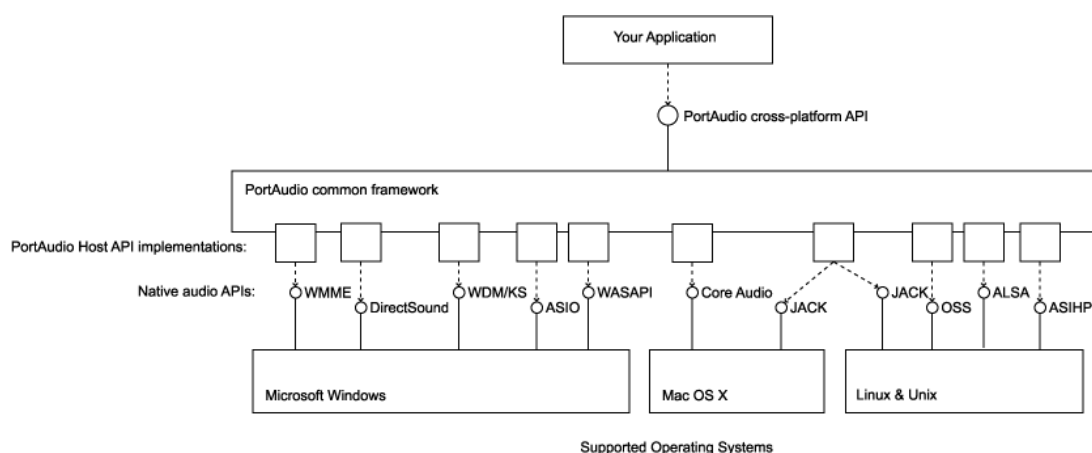 Your Application
PortAudio cross-platform API
PortAudio common framework
PortAudio Host API implementations:
Native audio APIs:
WMME
DirectSound
WDM/KS
ASIO
WASAPI
Core Audio
JACK
JACK
OSS
ALSA
ASIHP
Microsoft Windows
Mac OS X
Linux & Unix
Supported Operating Systems